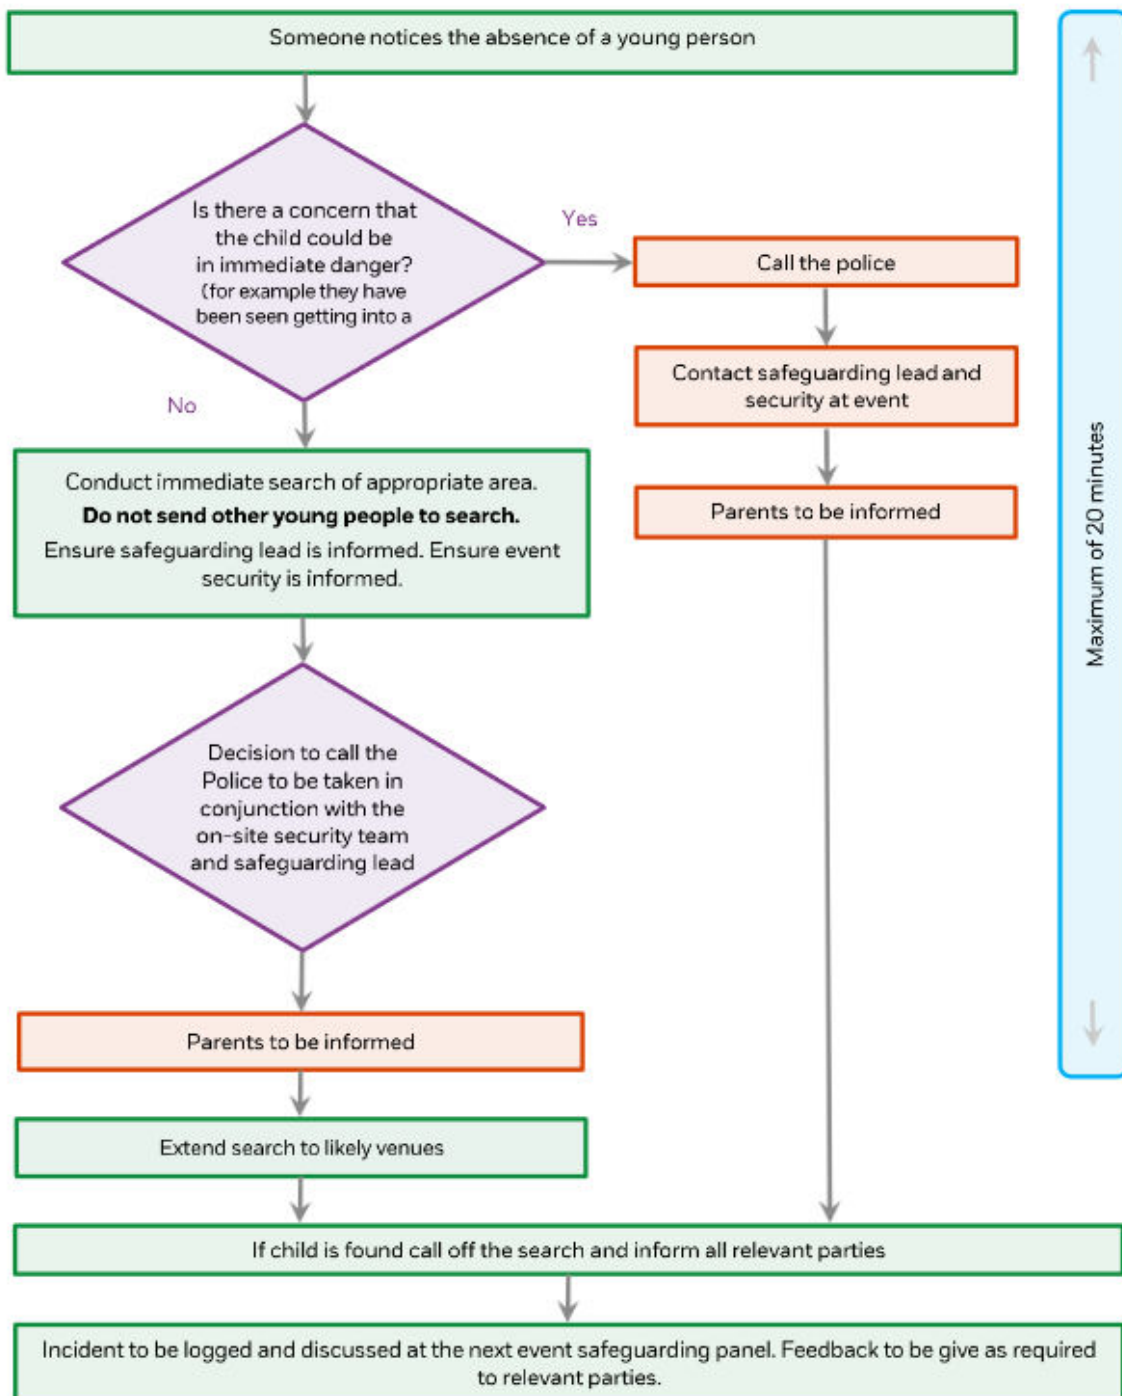 Someone notices the absence of a young person
Is there a concern that
the child could be
in immediate danger?
(for example they have
been seen getting into a
Yes
Call the police
Contact safeguarding lead and
security at event
Parents to be informed
No
Conduct immediate search of appropriate area.
Do not send other young people to search.
Ensure safeguarding lead is informed. Ensure event
security is informed.
Decision to call the
Police to be taken in
conjunction with the
on-site security team
and safeguarding lead
Parents to be informed
Extend search to likely venues
If child is found call off the search and inform all relevant parties
Incident to be logged and discussed at the next event safeguarding panel. Feedback to be give as required
to relevant parties.
Maximum of 20 minutes